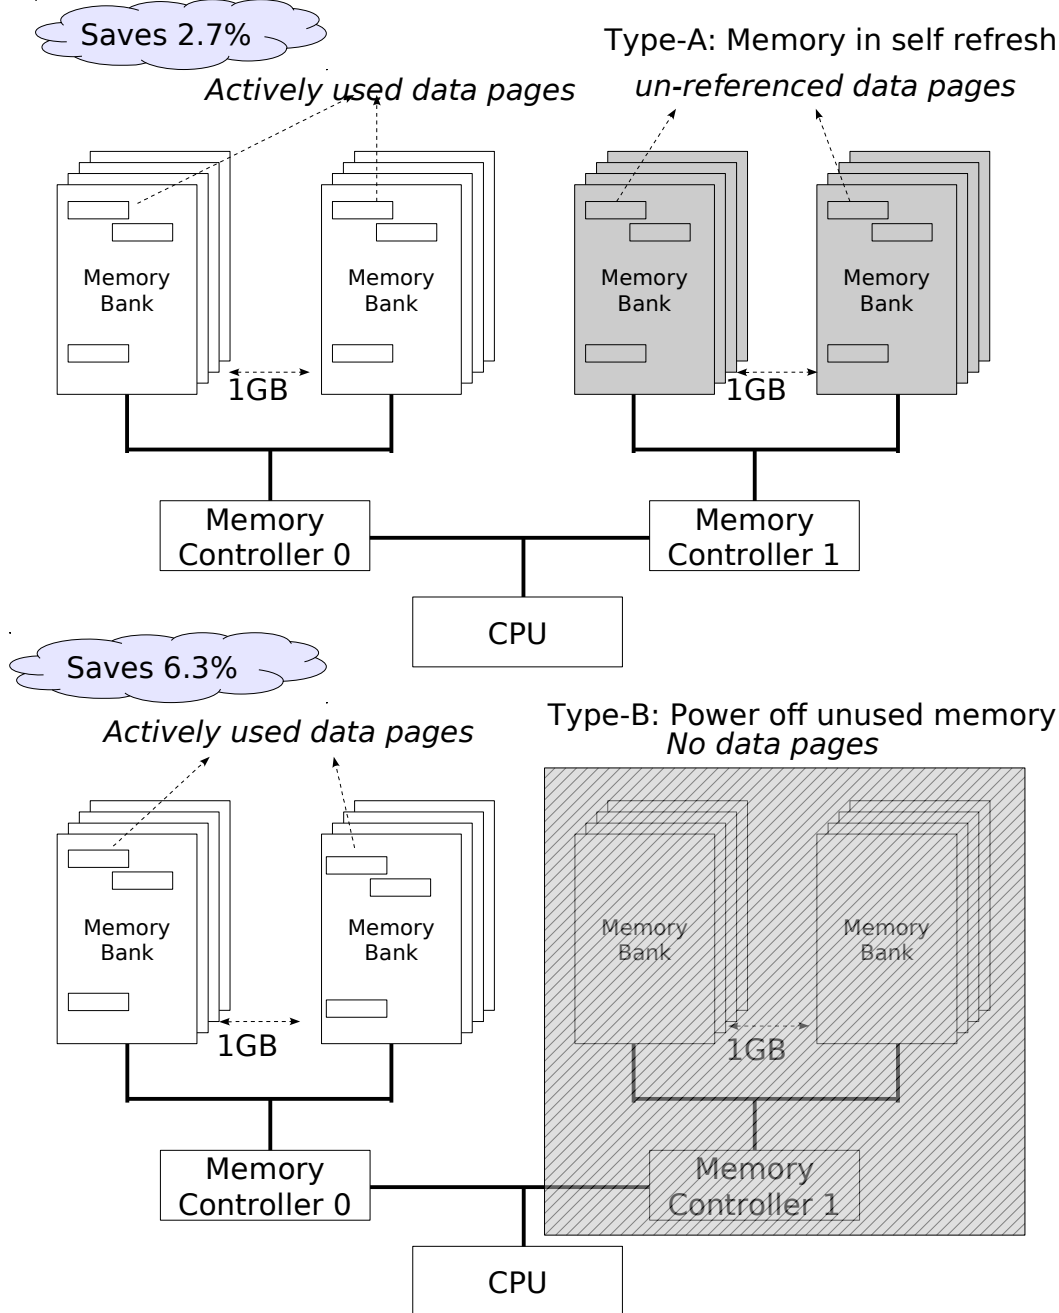 Saves 2.7%
Type-A: Memory in self refresh
Actively used data pages
un-referenced data pages
Memory
Bank
Memory
Bank
Memory
Bank
Memory
Bank
1GB
1GB
Memory
Controller 0
Memory
Controller 1
CPU
Saves 6.3%
Type-B: Power off unused memory
Actively used data pages
No data pages
Memory
Bank
Memory
Bank
Memory
Bank
Memory
Bank
1GB
1GB
Memory
Controller 0
Memory
Controller 1
CPU